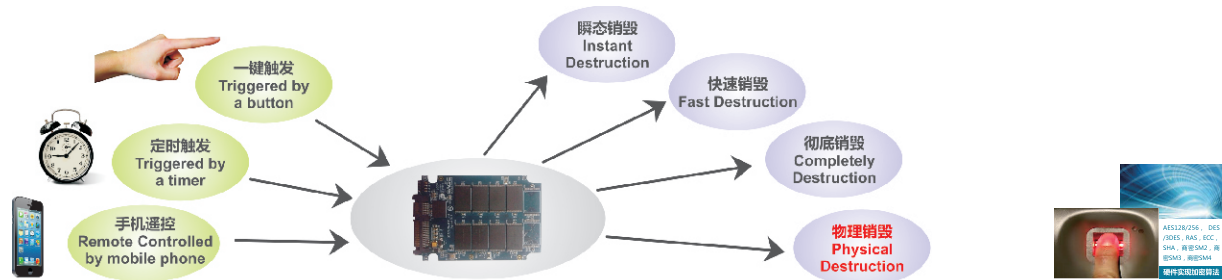 一键触发
Triggered by
a button
定时触发
Triggered by
a timer
手机遥控
Remote Controlled
by mobile phone
瞬态销毁
Instant
Destruction
快速销毁
Fast Destruction
彻底销毁
Completely
Destruction
物理销毁
Physical
Destruction
AES128/256, DES
/3DES, RAS, ECC,
SHA, 商密SM2, 商
密SM3, 商密SM4
硬件实现加密算法